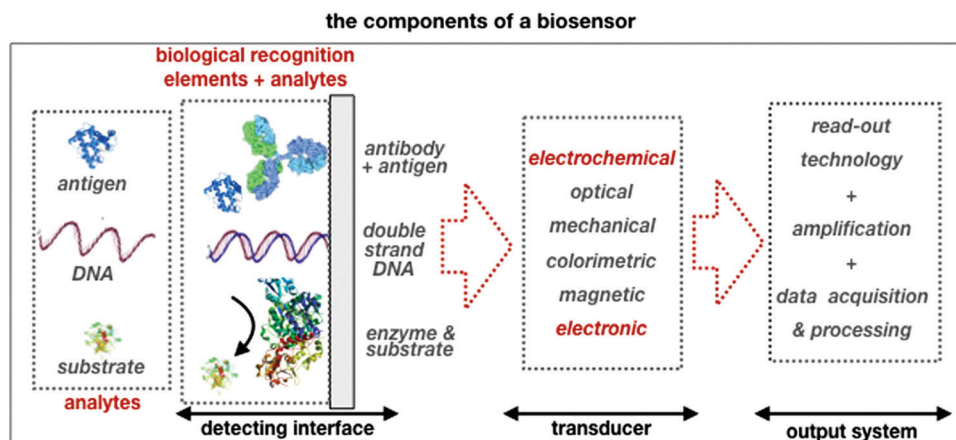 the components of a biosensor
biological recognition
elements + analytes
antigen
DNA
substrate
analytes
antibody
+ antigen
double
strand
DNA
enzyme &
substrate
detecting interface
electrochemical
optical
mechanical
colorimetric
magnetic
electronic
transducer
read-out
technology
+
amplification
+
data acquisition
& processing
output system